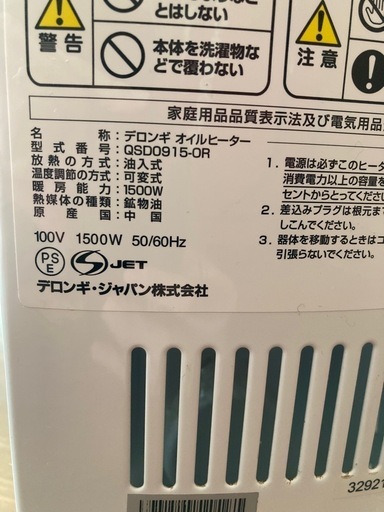 とはしない
警告
本体を洗濯物な
どで覆わない
注意
家庭用品品質表示法及び電気用品
名称：デロンギ オイルヒーター
型式番号：QSD0915-OR
放熱の方式：油入式
温度調節の方式：可変式
暖房能力：1500W
熱媒体の種類：鉱物油
原産国：中国
100V 1500W 50/60Hz
PS
E
S JET
デロンギ・ジャパン株式会社
1. 電源は必ずこのヒータ
消費電力以上の容量を
セントからとってくださ
2. 差込みプラグは根元ま
しこんでください。
3. 器体を移動するときはコ
引張らないでください。
32921